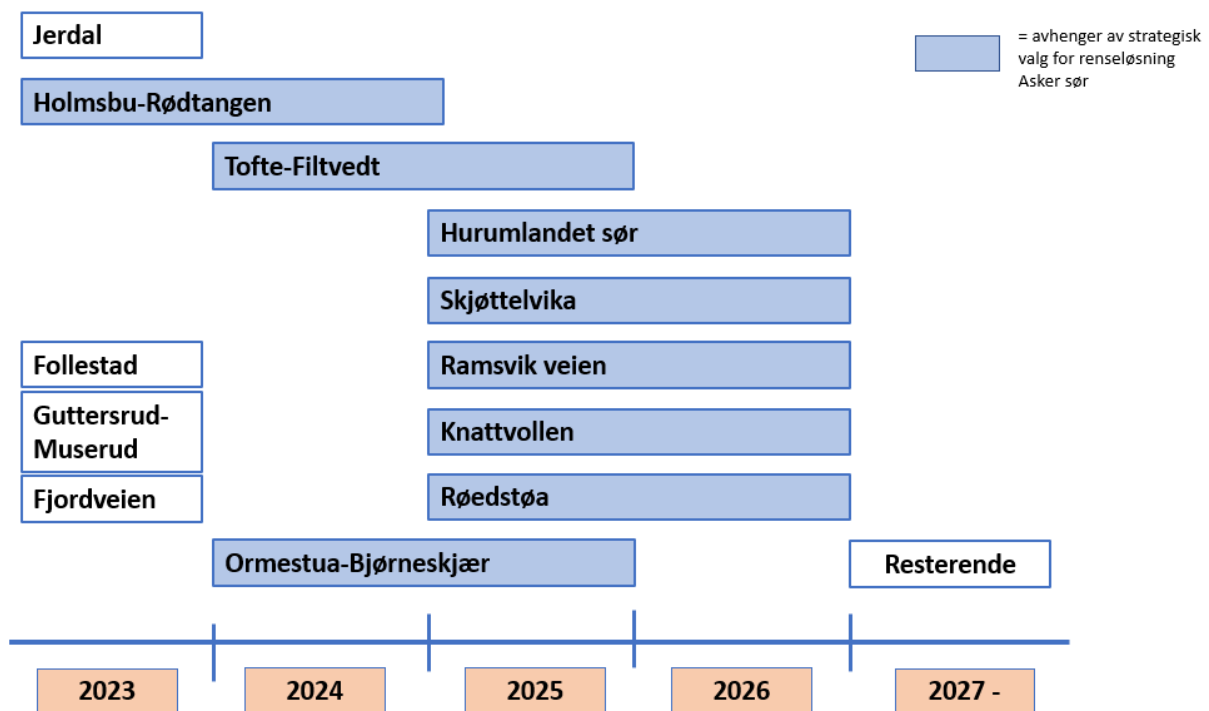 Jerdal
= avhenger av strategisk
valg for renseløsning
Asker sør
Holmsbu-Rødtangen
Tofte-Filtvedt
Hurumlandet sør
Skjøttelvika
Follestad
Ramsvik veien
Guttersrud-
Muserud
Knattvollen
Fjordveien
Røedstøa
Ormestua-Bjørneskjær
Resterende
2023
2024
2025
2026
2027 -